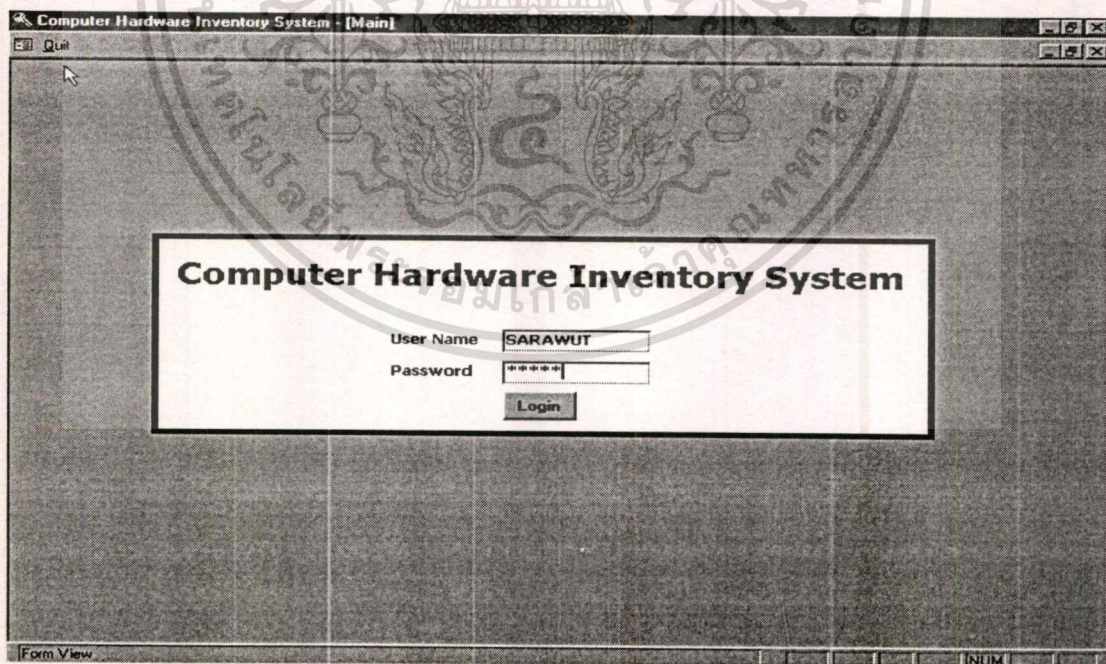 Computer Hardware Inventory System - [Main]
Quit
Computer Hardware Inventory System
User Name SARAWUT
Password *****
Login
Form View
NUM